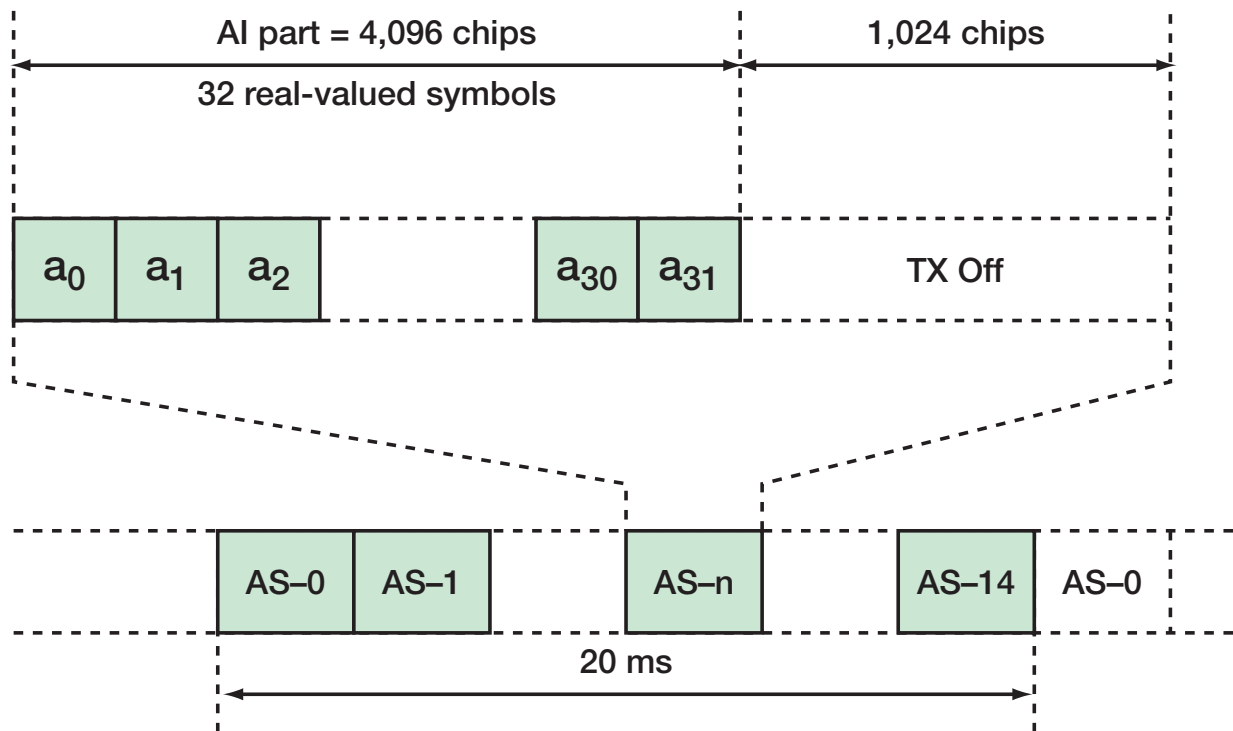 AI part = 4,096 chips
1,024 chips
32 real-valued symbols
a0 a1 a2 a30 a31 TX Off
AS–0 AS–1 AS–n AS–14 AS–0
20 ms